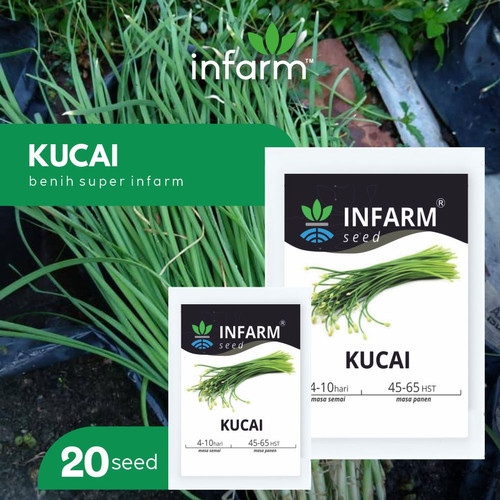 infarm™
KUCAI
benih super infarm
INFARM®
seed
KUCAI
4-10hari
masa semai
45-65 HST
masa panen
INFARM®
seed
KUCAI
4-10hari
masa semai
45-65 HST
masa panen
20 seed